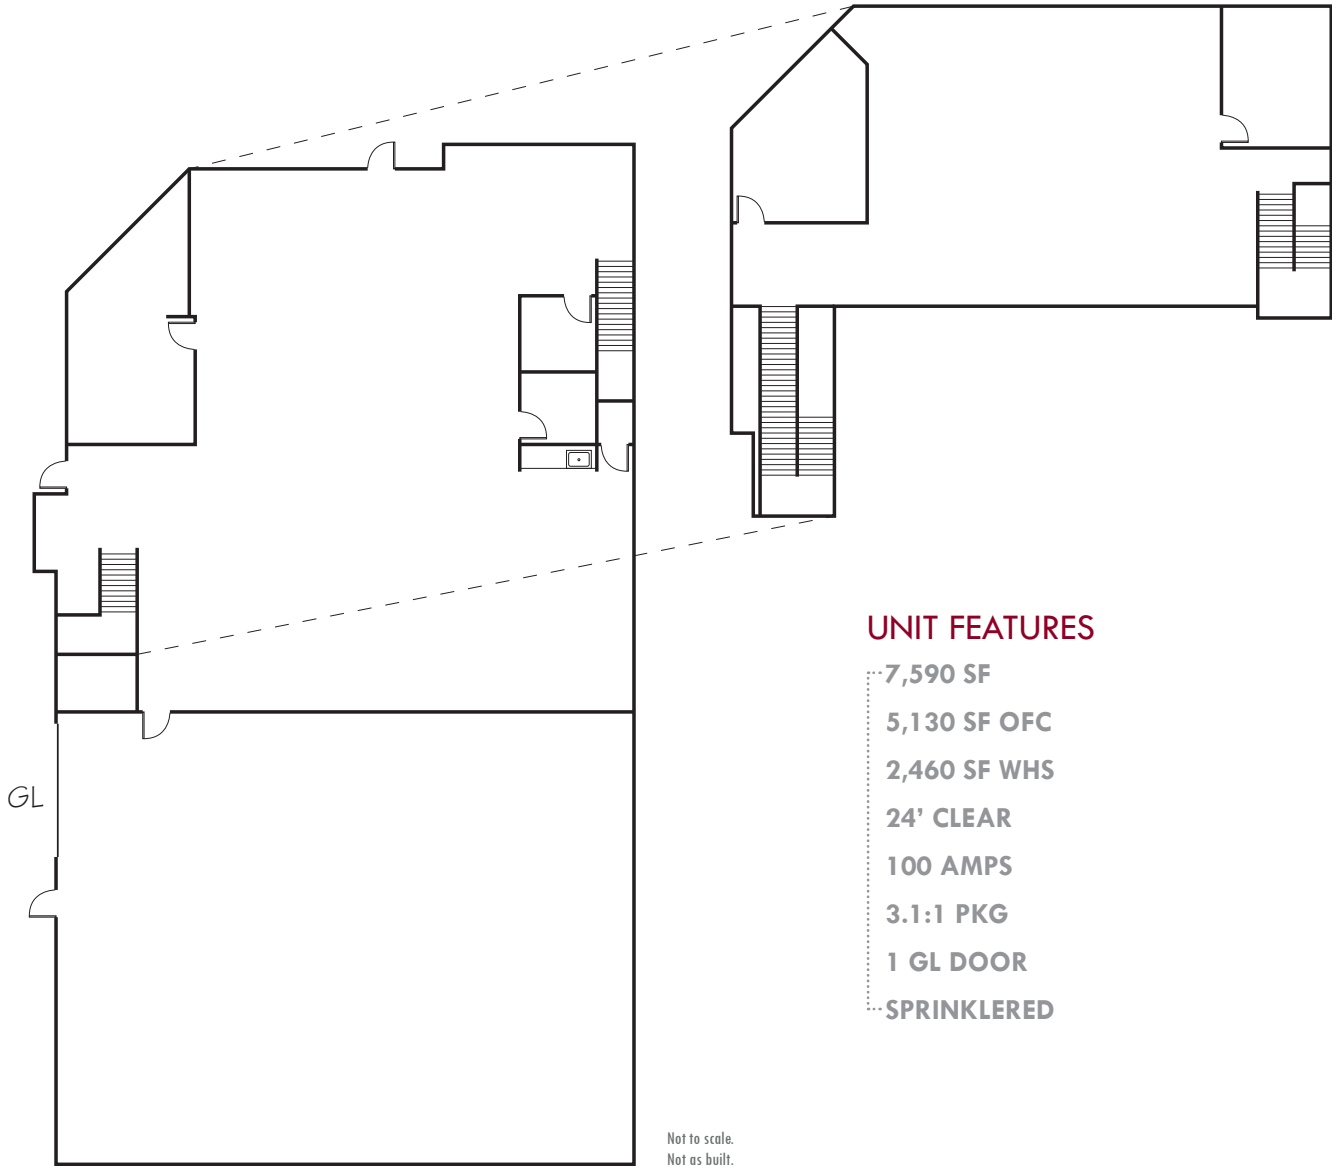 GL
UNIT FEATURES
7,590 SF
5,130 SF OFC
2,460 SF WHS
24’ CLEAR
100 AMPS
3.1:1 PKG
1 GL DOOR
SPRINKLERED
Not to scale.
Not as built.